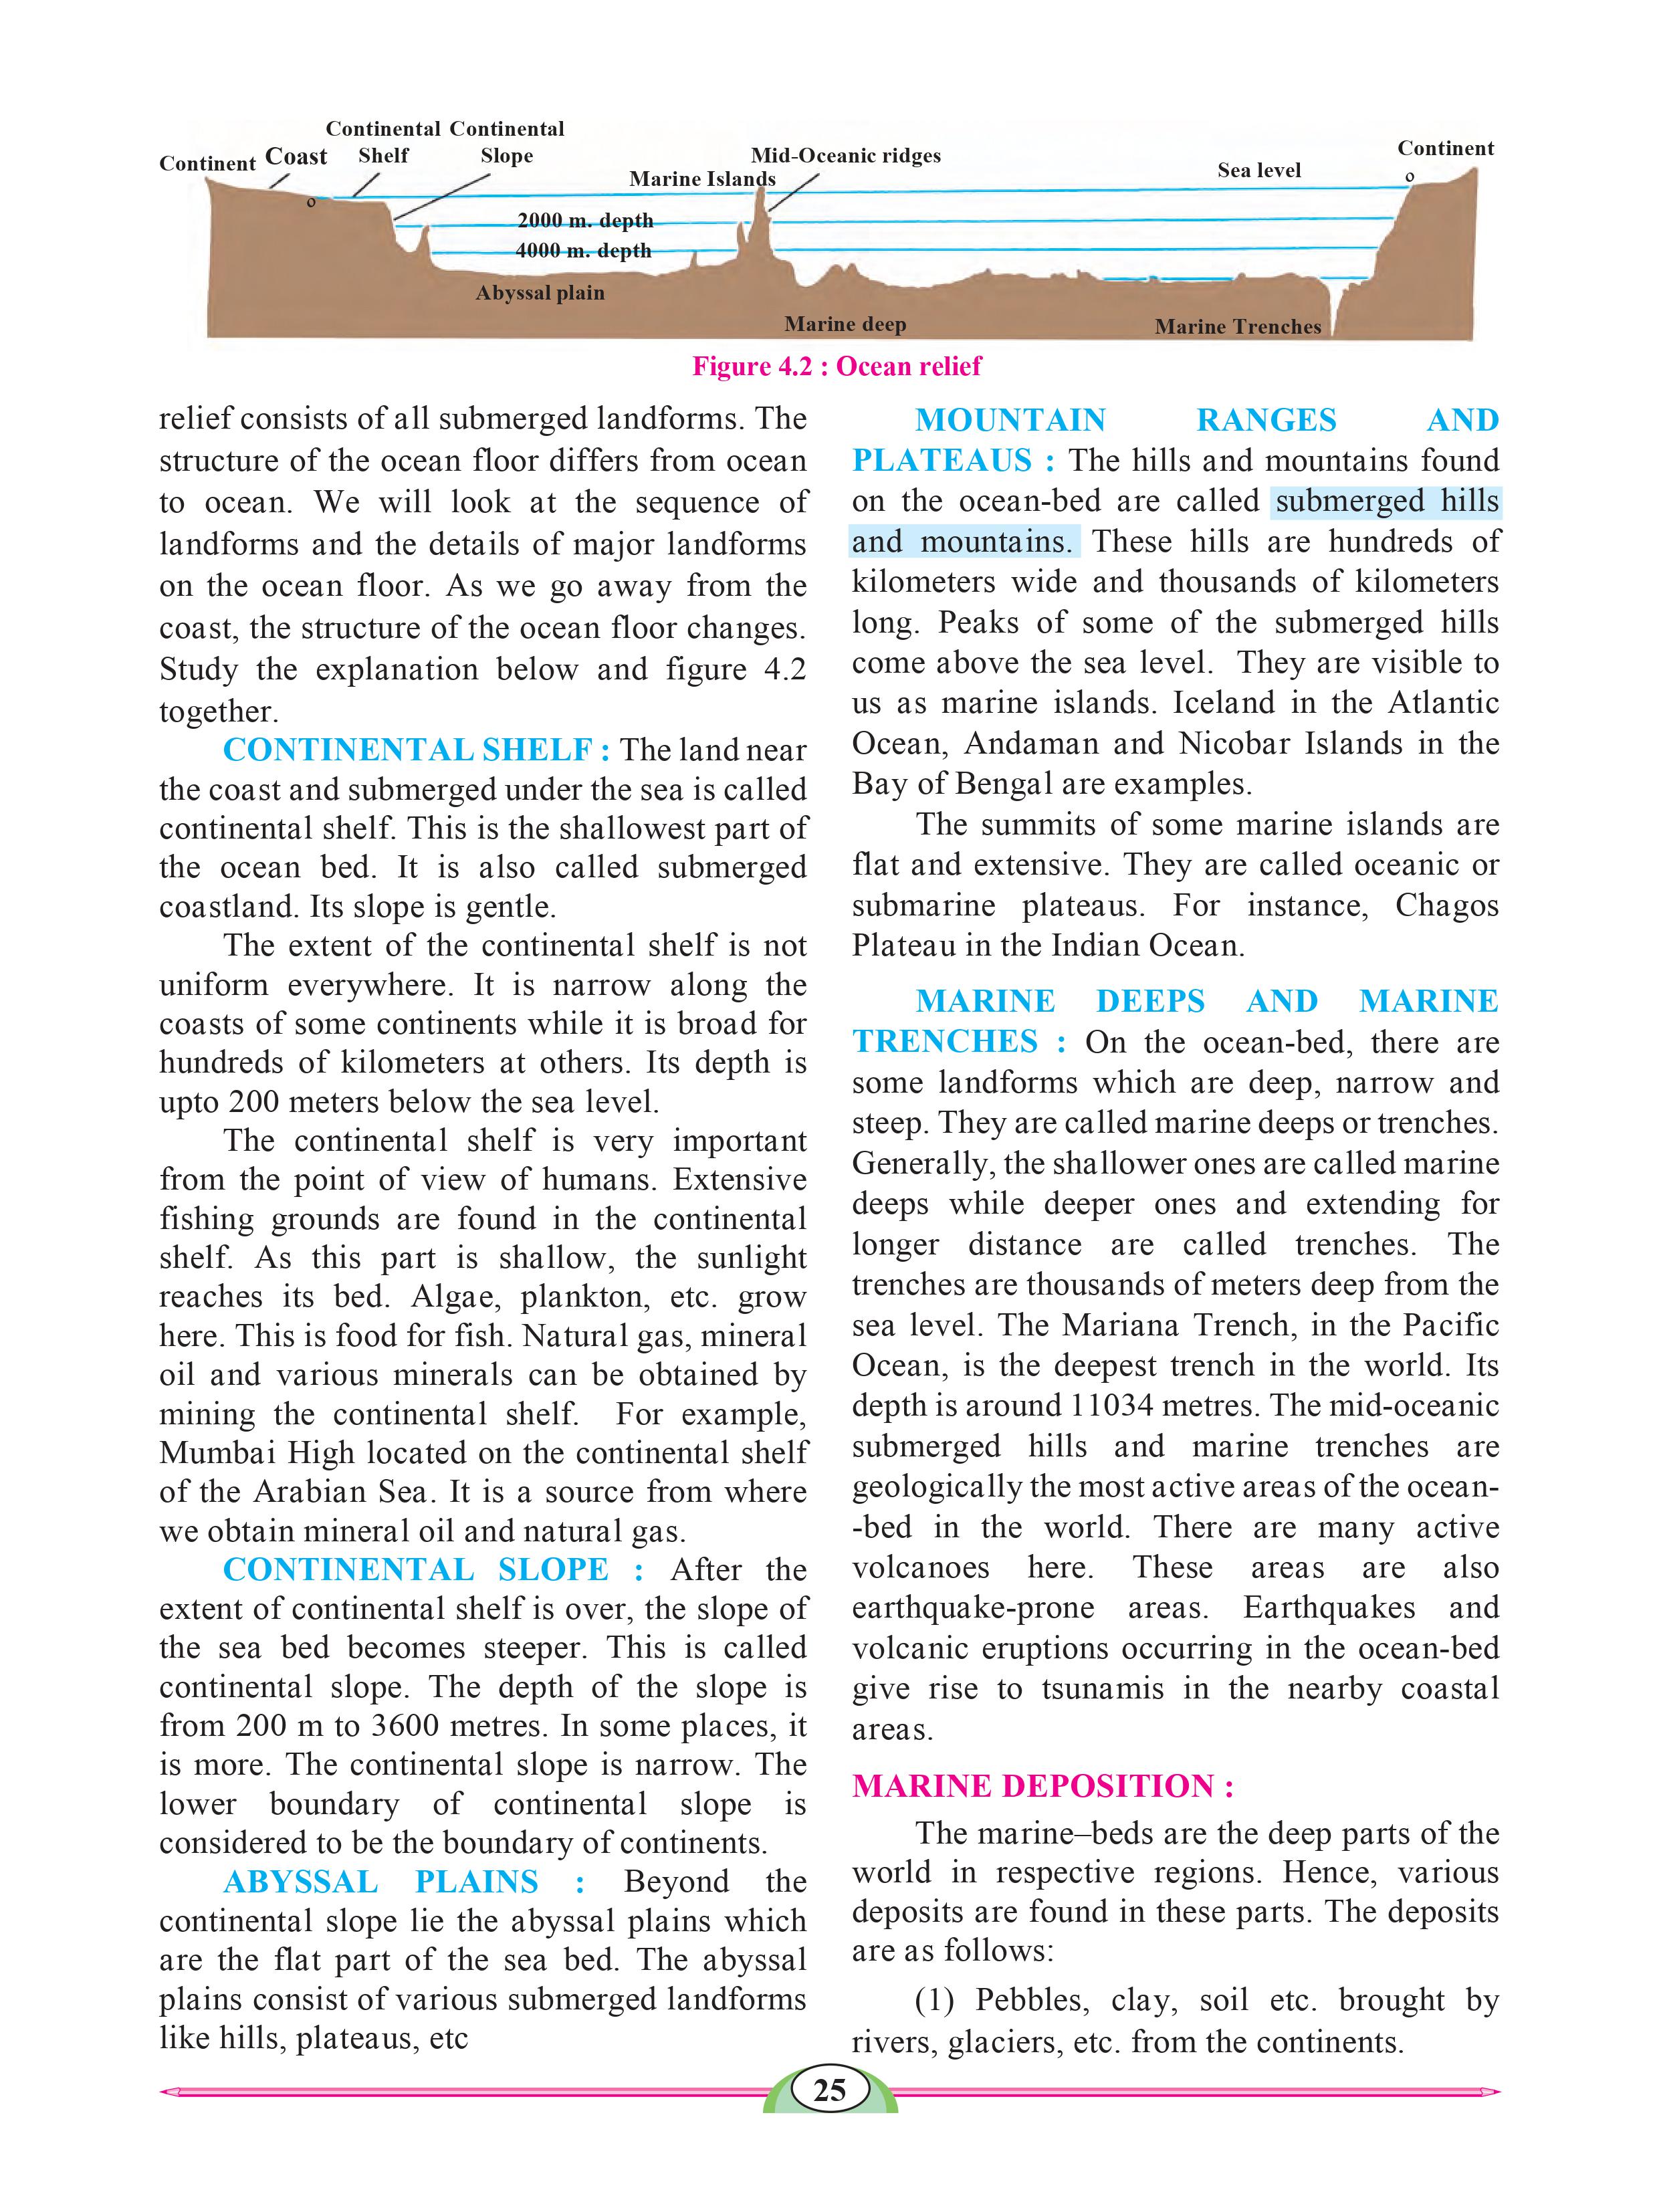 Continental Continental
Continent Coast Shelf Slope Mid-Oceanic ridges Continent
Marine Islands Sea level
o o
2000 m. depth
4000 m. depth
Abyssal plain
Marine deep Marine Trenches
Figure 4.2 : Ocean relief
relief consists of all submerged landforms. The
structure of the ocean floor differs from ocean
to ocean. We will look at the sequence of
landforms and the details of major landforms
on the ocean floor. As we go away from the
coast, the structure of the ocean floor changes.
Study the explanation below and figure 4.2
together.
CONTINENTAL SHELF : The land near
the coast and submerged under the sea is called
continental shelf. This is the shallowest part of
the ocean bed. It is also called submerged
coastland. Its slope is gentle.
The extent of the continental shelf is not
uniform everywhere. It is narrow along the
coasts of some continents while it is broad for
hundreds of kilometers at others. Its depth is
upto 200 meters below the sea level.
The continental shelf is very important
from the point of view of humans. Extensive
fishing grounds are found in the continental
shelf. As this part is shallow, the sunlight
reaches its bed. Algae, plankton, etc. grow
here. This is food for fish. Natural gas, mineral
oil and various minerals can be obtained by
mining the continental shelf. For example,
Mumbai High located on the continental shelf
of the Arabian Sea. It is a source from where
we obtain mineral oil and natural gas.
CONTINENTAL SLOPE : After the
extent of continental shelf is over, the slope of
the sea bed becomes steeper. This is called
continental slope. The depth of the slope is
from 200 m to 3600 metres. In some places, it
is more. The continental slope is narrow. The
lower boundary of continental slope is
considered to be the boundary of continents.
ABYSSAL PLAINS : Beyond the
continental slope lie the abyssal plains which
are the flat part of the sea bed. The abyssal
plains consist of various submerged landforms
like hills, plateaus, etc
MOUNTAIN RANGES AND
PLATEAUS : The hills and mountains found
on the ocean-bed are called submerged hills
and mountains. These hills are hundreds of
kilometers wide and thousands of kilometers
long. Peaks of some of the submerged hills
come above the sea level. They are visible to
us as marine islands. Iceland in the Atlantic
Ocean, Andaman and Nicobar Islands in the
Bay of Bengal are examples.
The summits of some marine islands are
flat and extensive. They are called oceanic or
submarine plateaus. For instance, Chagos
Plateau in the Indian Ocean.
MARINE DEEPS AND MARINE
TRENCHES : On the ocean-bed, there are
some landforms which are deep, narrow and
steep. They are called marine deeps or trenches.
Generally, the shallower ones are called marine
deeps while deeper ones and extending for
longer distance are called trenches. The
trenches are thousands of meters deep from the
sea level. The Mariana Trench, in the Pacific
Ocean, is the deepest trench in the world. Its
depth is around 11034 metres. The mid-oceanic
submerged hills and marine trenches are
geologically the most active areas of the ocean-
-bed in the world. There are many active
volcanoes here. These areas are also
earthquake-prone areas. Earthquakes and
volcanic eruptions occurring in the ocean-bed
give rise to tsunamis in the nearby coastal
areas.
MARINE DEPOSITION :
The marine–beds are the deep parts of the
world in respective regions. Hence, various
deposits are found in these parts. The deposits
are as follows:
(1) Pebbles, clay, soil etc. brought by
rivers, glaciers, etc. from the continents.
25